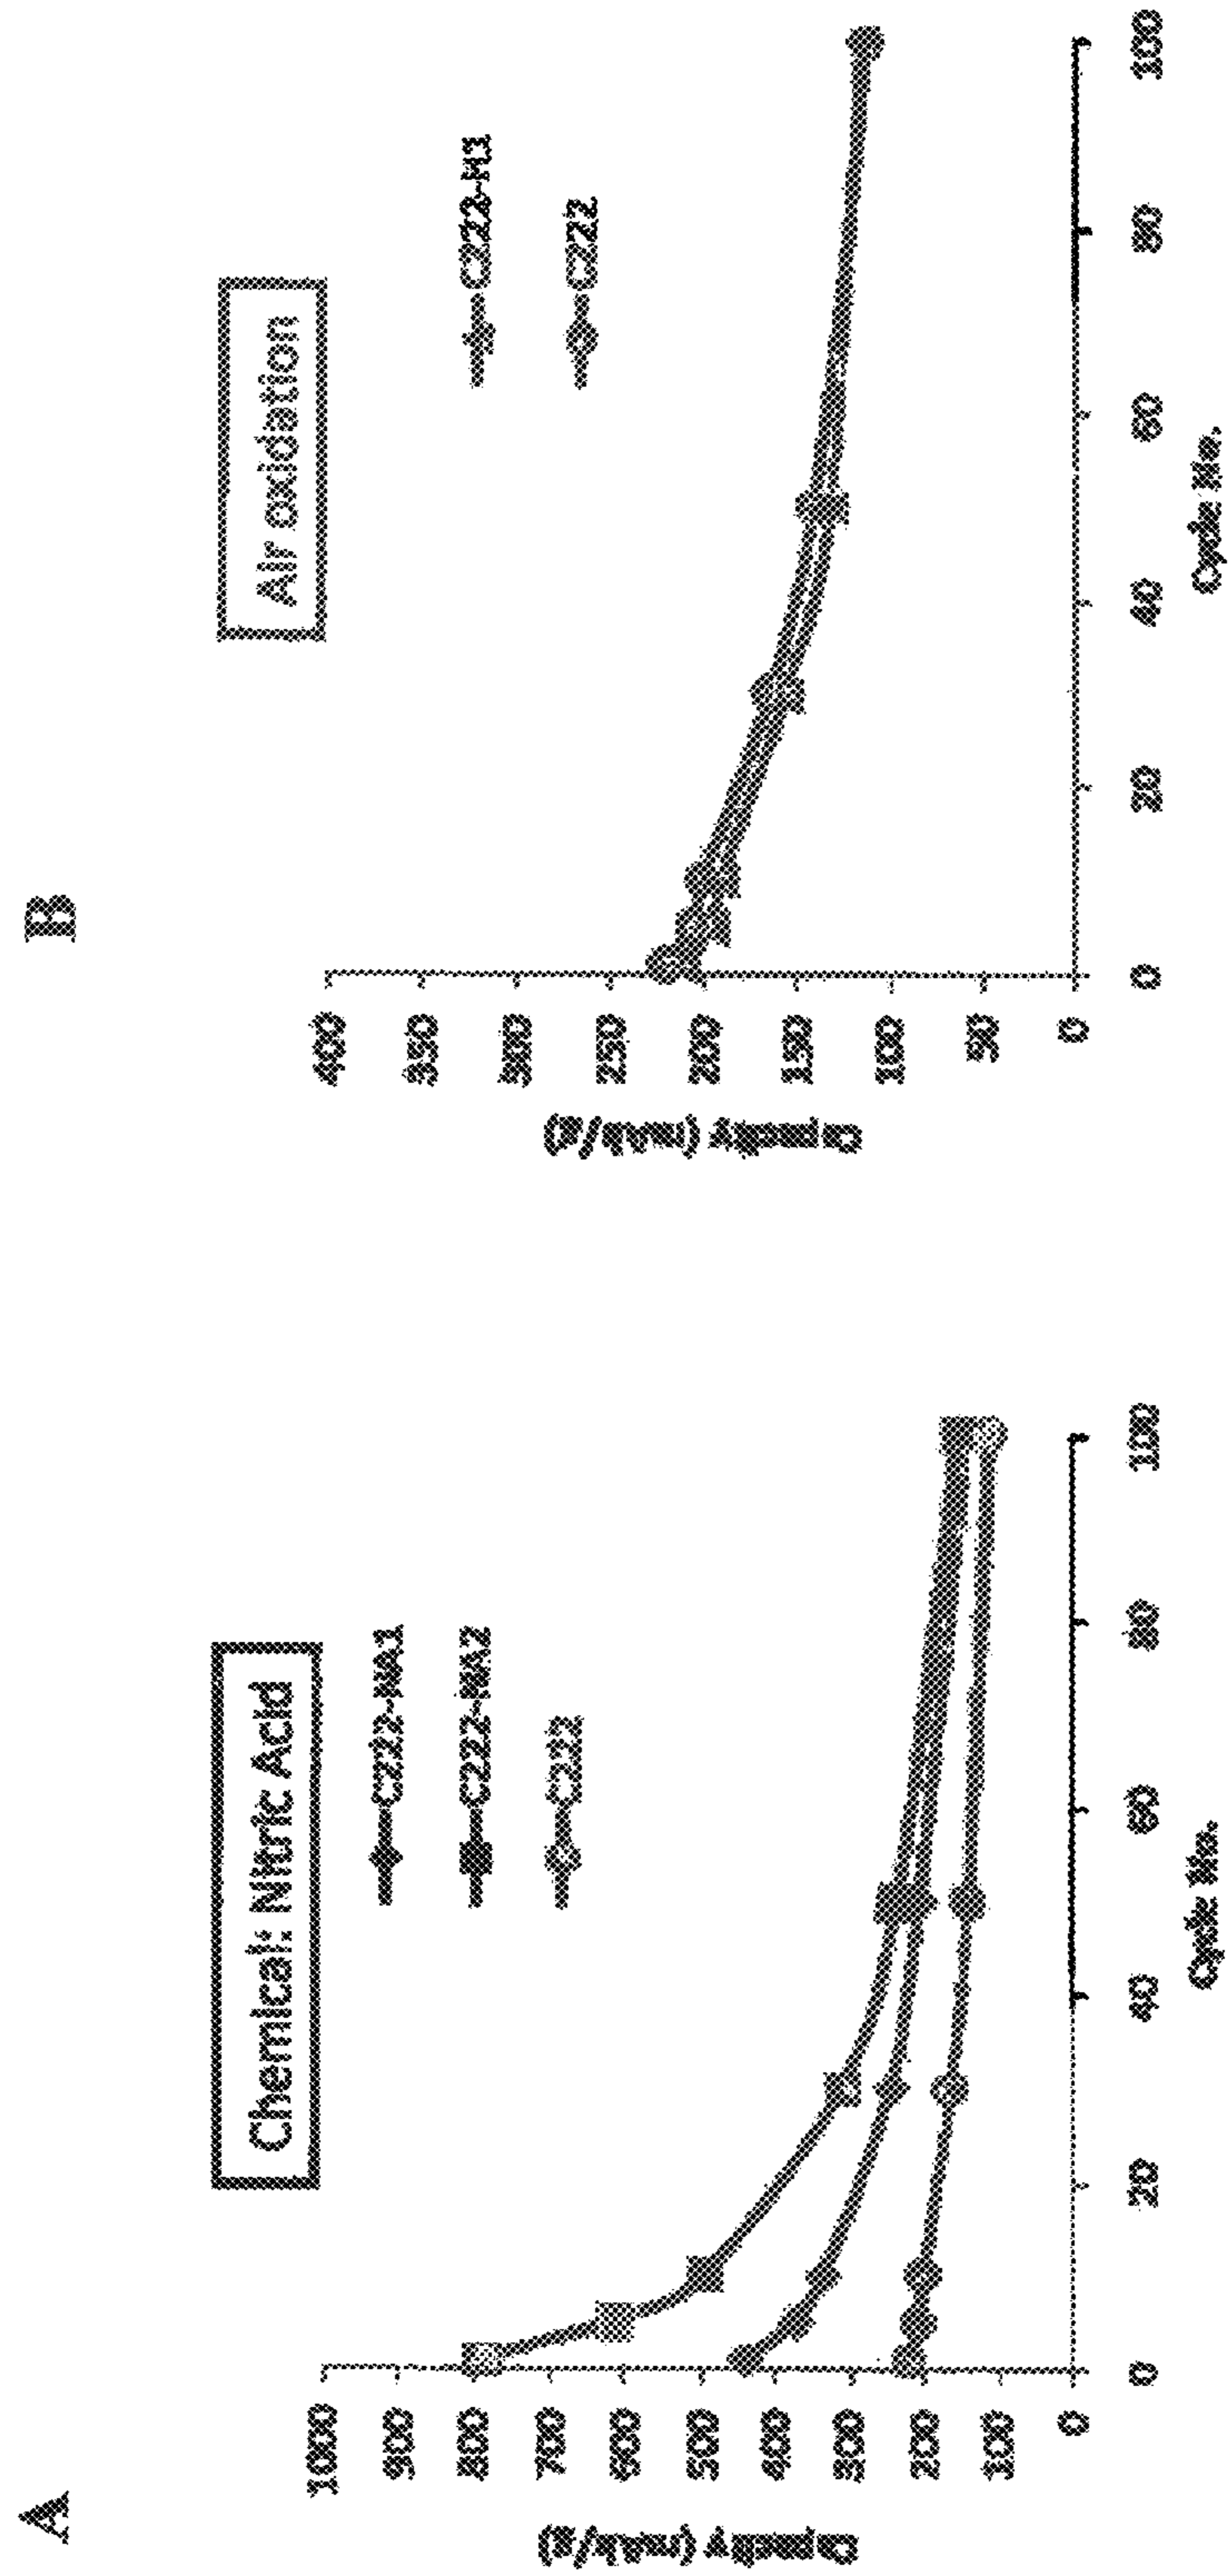 A
Chemical: Nitric Acid
C222-NA1
C222-NA2
C222
Capacity (mAh/g)
1000
900
800
700
600
500
400
300
200
100
0
0
20
40
60
80
100
Cycle No.
B
Air oxidation
C222-M1
C222
Capacity (mAh/g)
400
350
300
250
200
150
100
50
0
0
20
40
60
80
100
Cycle No.